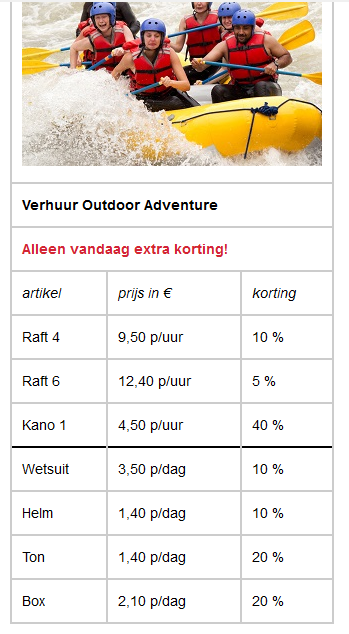 Verhuur Outdoor Adventure
Alleen vandaag extra korting!
artikel prijs in € korting
Raft 4 9,50 p/uur 10 %
Raft 6 12,40 p/uur 5 %
Kano 1 4,50 p/uur 40 %
Wetsuit 3,50 p/dag 10 %
Helm 1,40 p/dag 10 %
Ton 1,40 p/dag 20 %
Box 2,10 p/dag 20 %